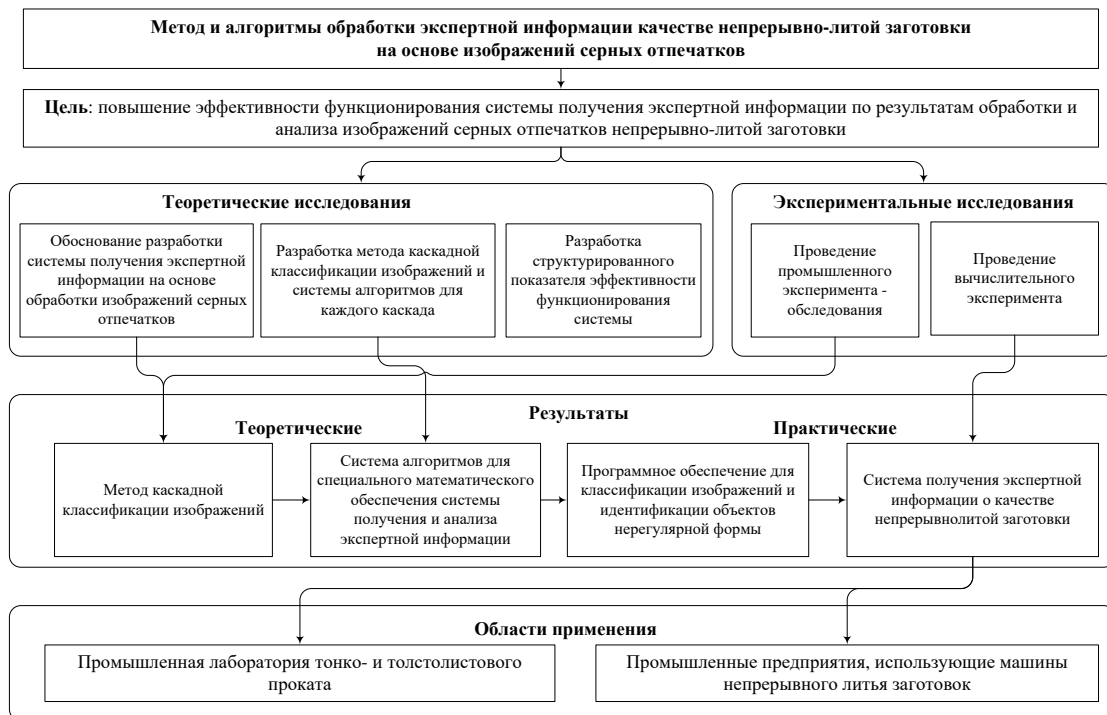 Метод и алгоритмы обработки экспертной информации качестве непрерывно-литой заготовки
на основе изображений серных отпечатков
Цель: повышение эффективности функционирования системы получения экспертной информации по результатам обработки и
анализа изображений серных отпечатков непрерывно-литой заготовки
Теоретические исследования
Обоснование разработки
системы получения экспертной
информации на основе
обработки изображений серных
отпечатков
Разработка метода каскадной
классификации изображений и
системы алгоритмов для
каждого каскада
Разработка
структурированного
показателя эффективности
функционирования
системы
Экспериментальные исследования
Проведение
промышленного
эксперимента -
обследования
Проведение
вычислительного
эксперимента
Результаты
Теоретические
Практические
Метод каскадной
классификации изображений
Система алгоритмов для
специального математического
обеспечения системы
получения и анализа
экспертной информации
Программное обеспечение для
классификации изображений и
идентификации объектов
нерегулярной формы
Система получения экспертной
информации о качестве
непрерывнолитой заготовки
Области применения
Промышленная лаборатория тонко- и толстолистового
проката
Промышленные предприятия, использующие машины
непрерывного литья заготовок